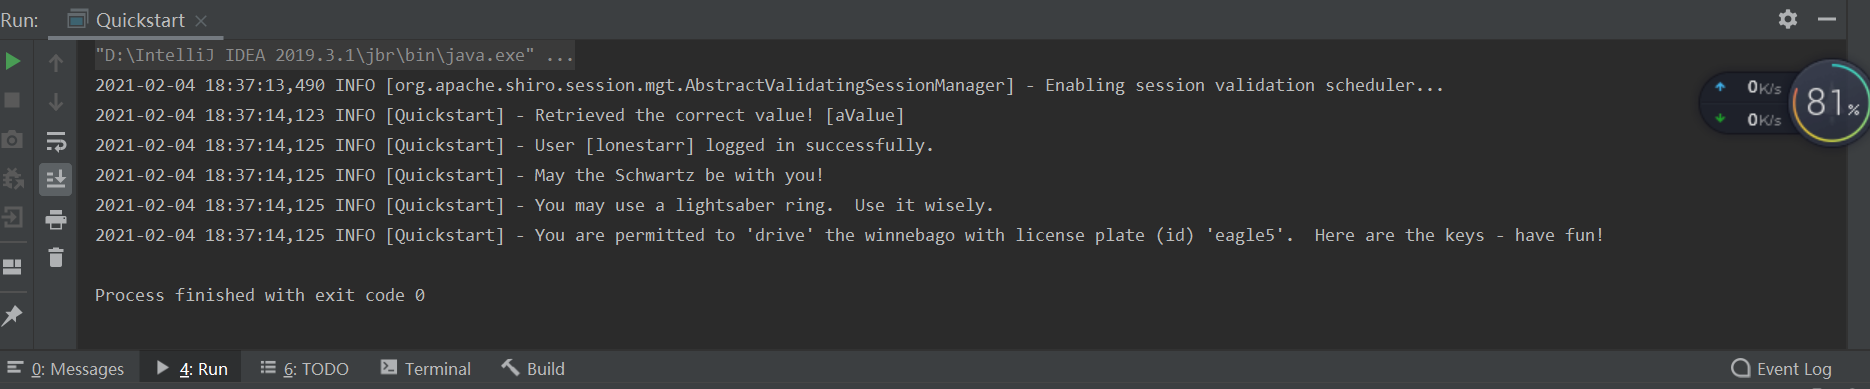 Run: Quickstart
"D:\IntelliJ IDEA 2019.3.1\jbr\bin\java.exe" ...
2021-02-04 18:37:13,490 INFO [org.apache.shiro.session.mgt.AbstractValidatingSessionManager] - Enabling session validation scheduler...
2021-02-04 18:37:14,123 INFO [Quickstart] - Retrieved the correct value! [aValue]
2021-02-04 18:37:14,125 INFO [Quickstart] - User [lonestarr] logged in successfully.
2021-02-04 18:37:14,125 INFO [Quickstart] - May the Schwartz be with you!
2021-02-04 18:37:14,125 INFO [Quickstart] - You may use a lightsaber ring.  Use it wisely.
2021-02-04 18:37:14,125 INFO [Quickstart] - You are permitted to 'drive' the winnebago with license plate (id) 'eagle5'.  Here are the keys - have fun!
Process finished with exit code 0
0K/s
0K/s
81%
0: Messages 4: Run 6: TODO Terminal Build Event Log